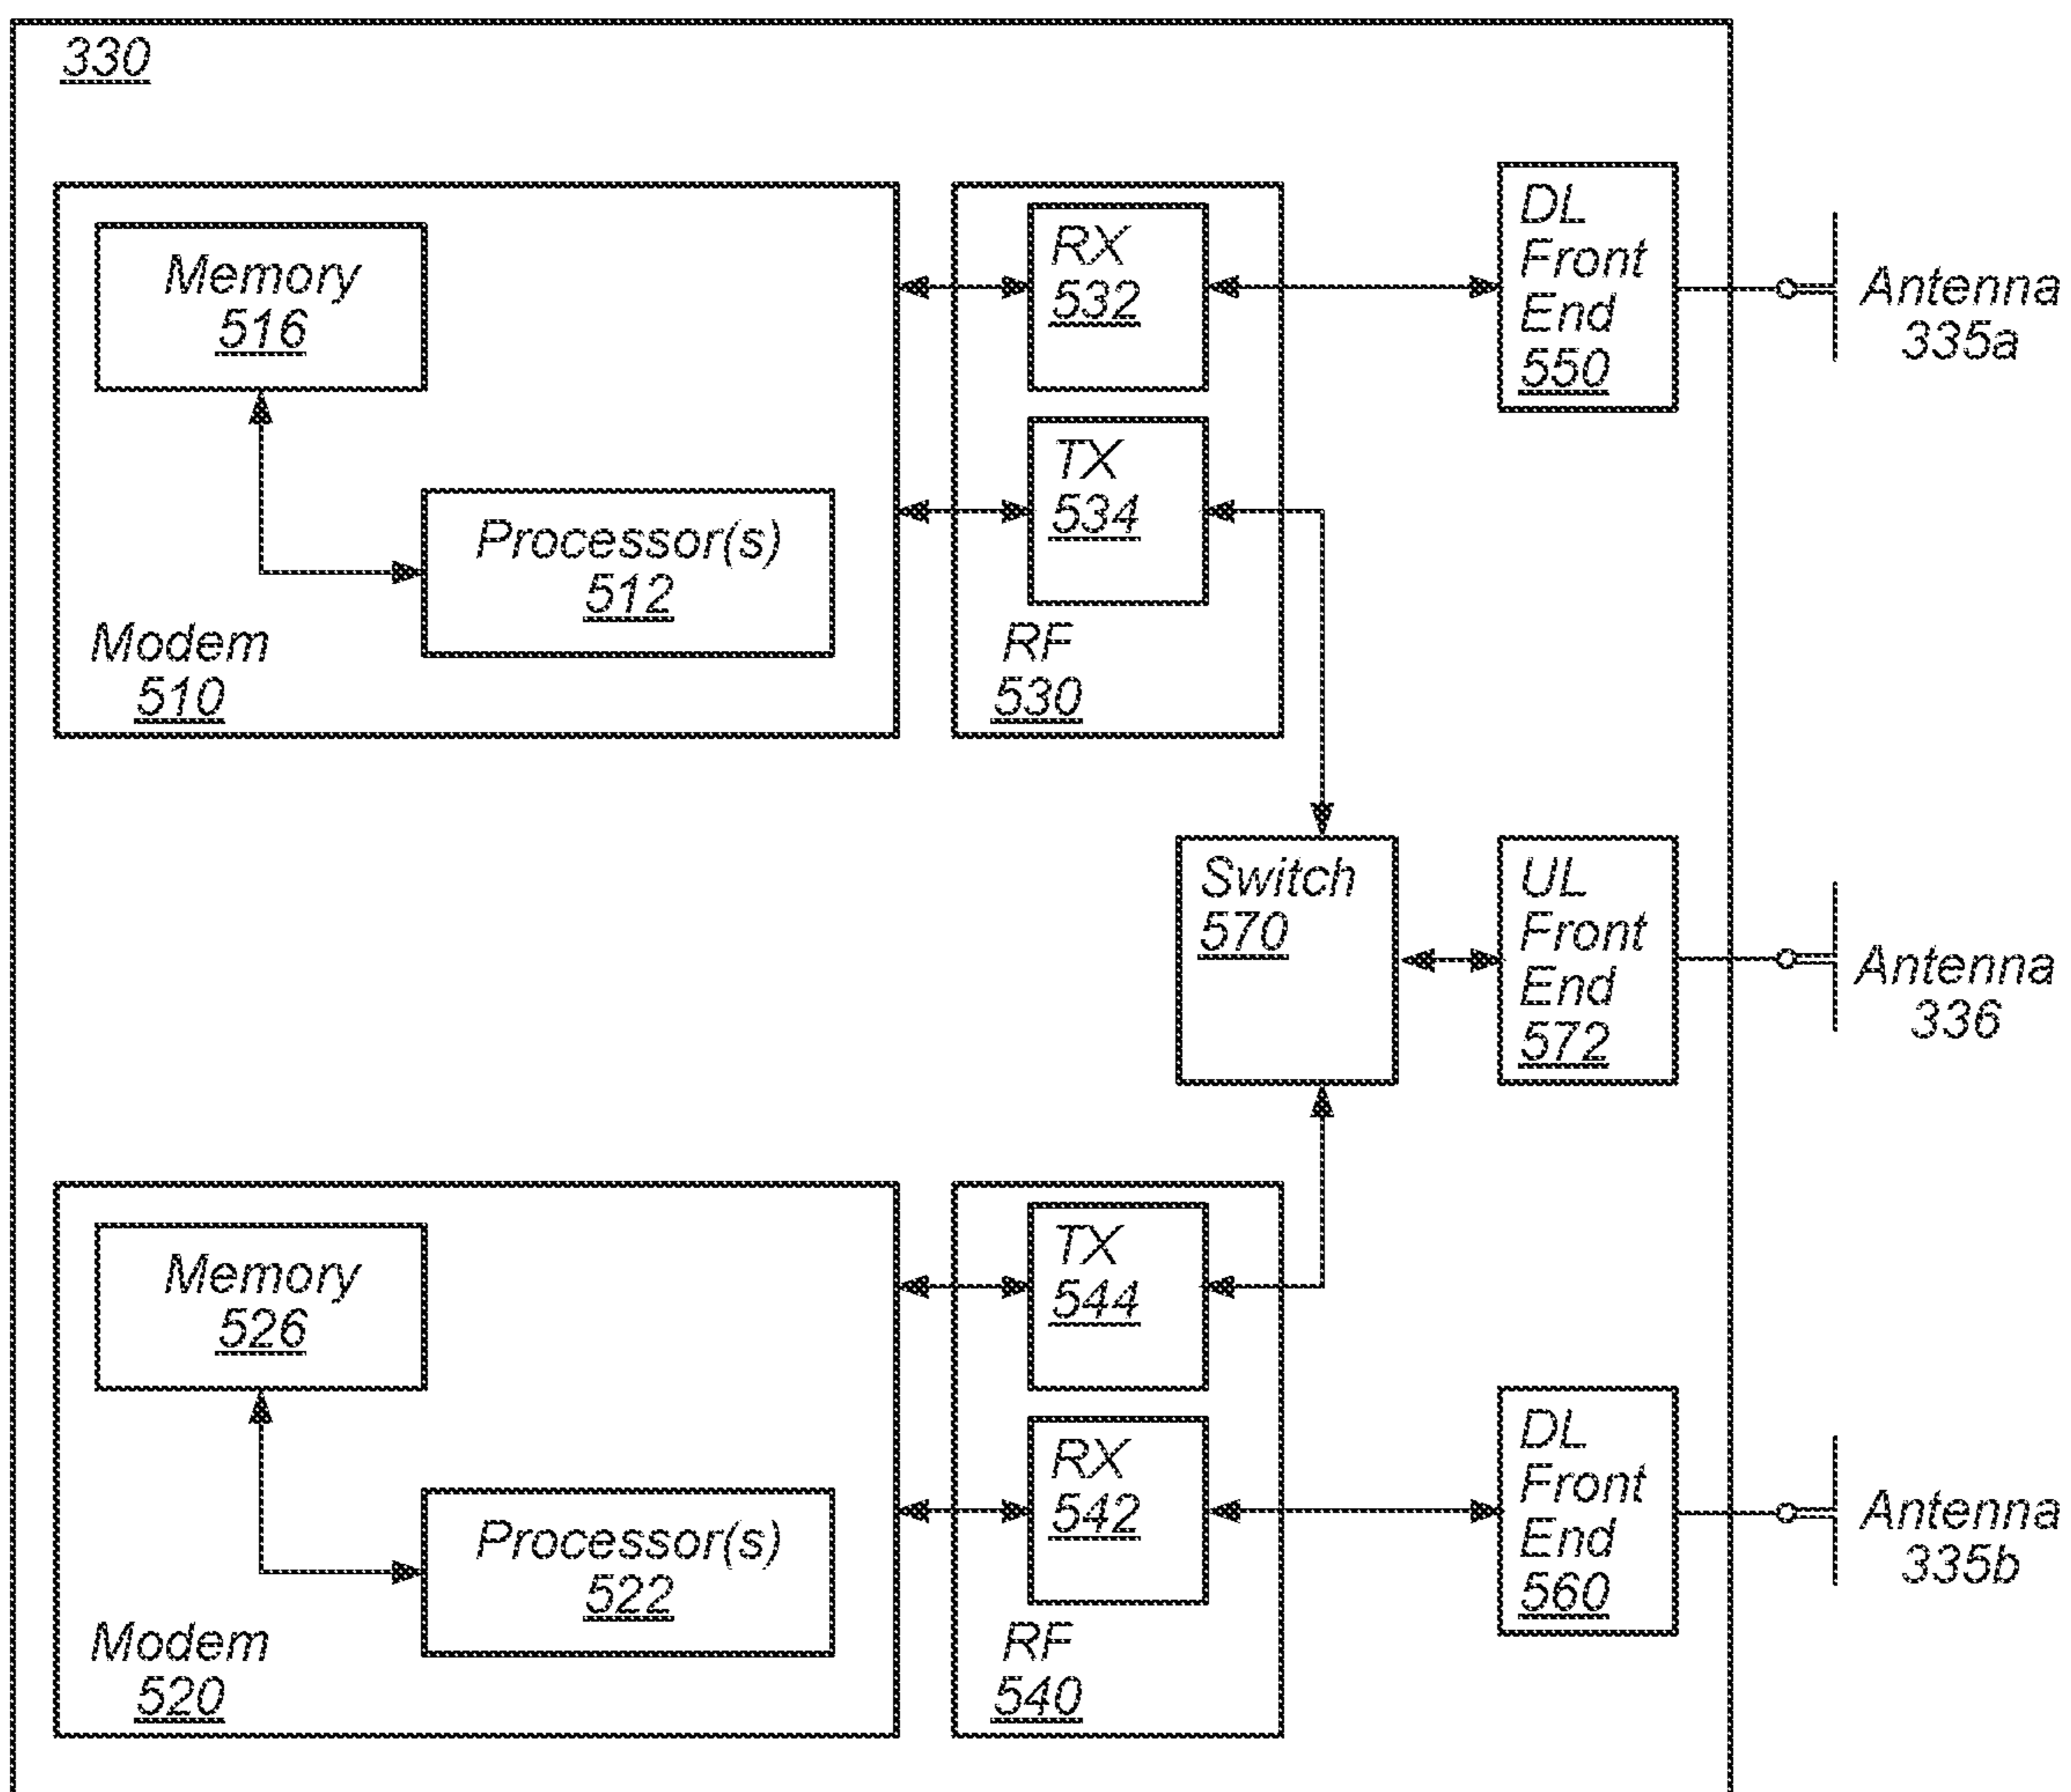 330
Memory
516
Processor(s)
512
Modem
510
RX
532
TX
534
RF
530
DL
Front
End
550
Antenna
335a
Switch
570
UL
Front
End
572
Antenna
336
Memory
526
Processor(s)
522
Modem
520
TX
544
RX
542
RF
540
DL
Front
End
560
Antenna
335b